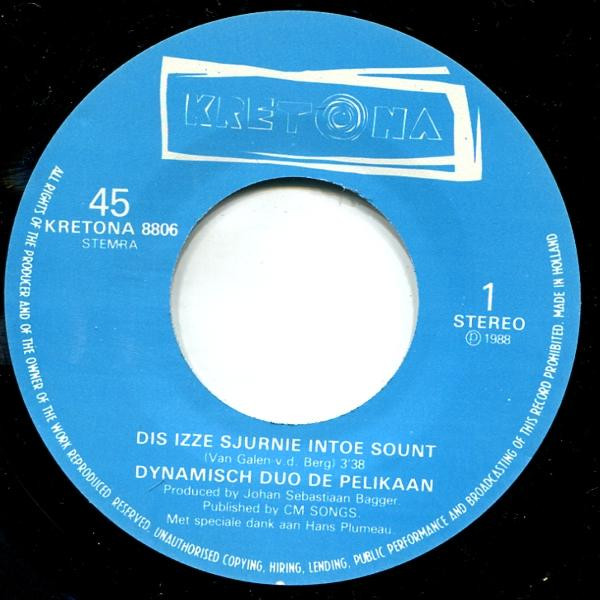 KRETONA
45
KRETONA 8806
STEMRA
1
STEREO
Ⓟ 1988
DIS IZZE SJURNIE INTOE SOUNT
(Van Galen-v.d. Berg) 3'38
DYNAMISCH DUO DE PELIKAAN
Produced by Johan Sebastiaan Bagger.
Published by CM SONGS.
Met speciale dank aan Hans Plumeau.
ALL RIGHTS OF THE PRODUCER AND OF THE OWNER OF THE WORK REPRODUCED RESERVED. UNAUTHORISED COPYING, HIRING, LENDING, PUBLIC PERFORMANCE AND BROADCASTING OF THIS RECORD PROHIBITED. MADE IN HOLLAND